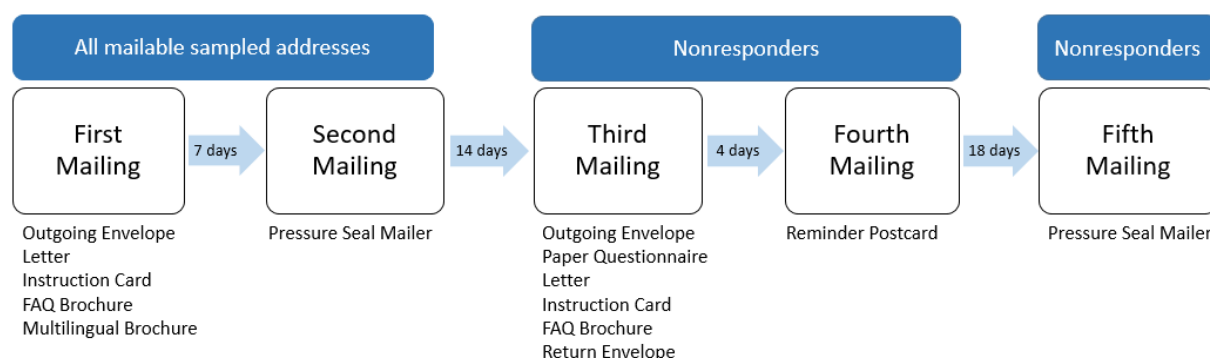 All mailable sampled addresses
Nonresponders
Nonresponders
First
Mailing
7 days
Second
Mailing
14 days
Third
Mailing
4 days
Fourth
Mailing
18 days
Fifth
Mailing
Outgoing Envelope
Letter
Instruction Card
FAQ Brochure
Multilingual Brochure
Pressure Seal Mailer
Outgoing Envelope
Paper Questionnaire
Letter
Instruction Card
FAQ Brochure
Return Envelope
Reminder Postcard
Pressure Seal Mailer